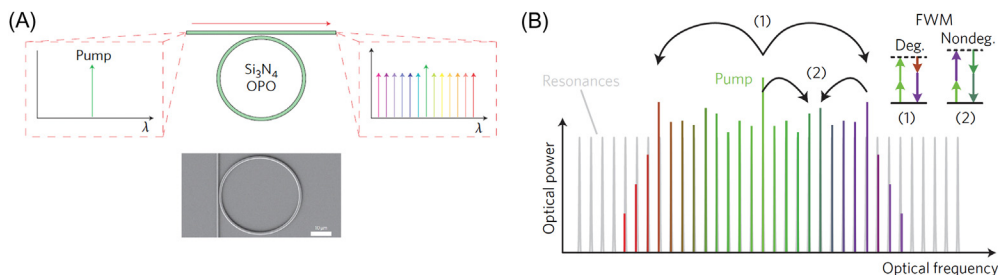 (A)
Pump
λ
Si₃N₄
OPO
λ
(B)
(1)
FWM
Deg.
Nondeg.
(2)
Pump
Resonances
(1)
(2)
Optical power
Optical frequency